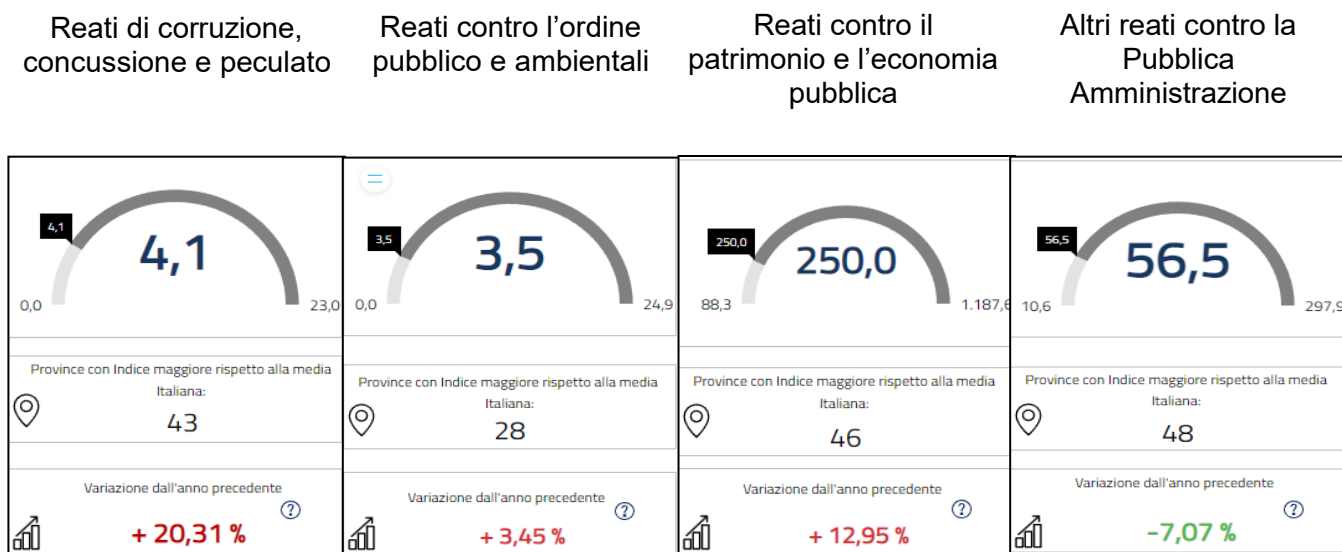 Reati di corruzione,
concussione e peculato
Reati contro l’ordine
pubblico e ambientali
Reati contro il
patrimonio e l’economia
pubblica
Altri reati contro la
Pubblica
Amministrazione
4,1
4,1
0,0
23,0
Province con Indice maggiore rispetto alla media
Italiana:
43
Variazione dall'anno precedente
?
+ 20,31 %
3,5
3,5
0,0
24,9
Province con Indice maggiore rispetto alla media
Italiana:
28
Variazione dall'anno precedente
?
+ 3,45 %
250,0
250,0
88,3
1.187,6
Province con Indice maggiore rispetto alla media
Italiana:
46
Variazione dall'anno precedente
?
+ 12,95 %
56,5
56,5
10,6
297,9
Province con Indice maggiore rispetto alla media
Italiana:
48
Variazione dall'anno precedente
?
-7,07 %